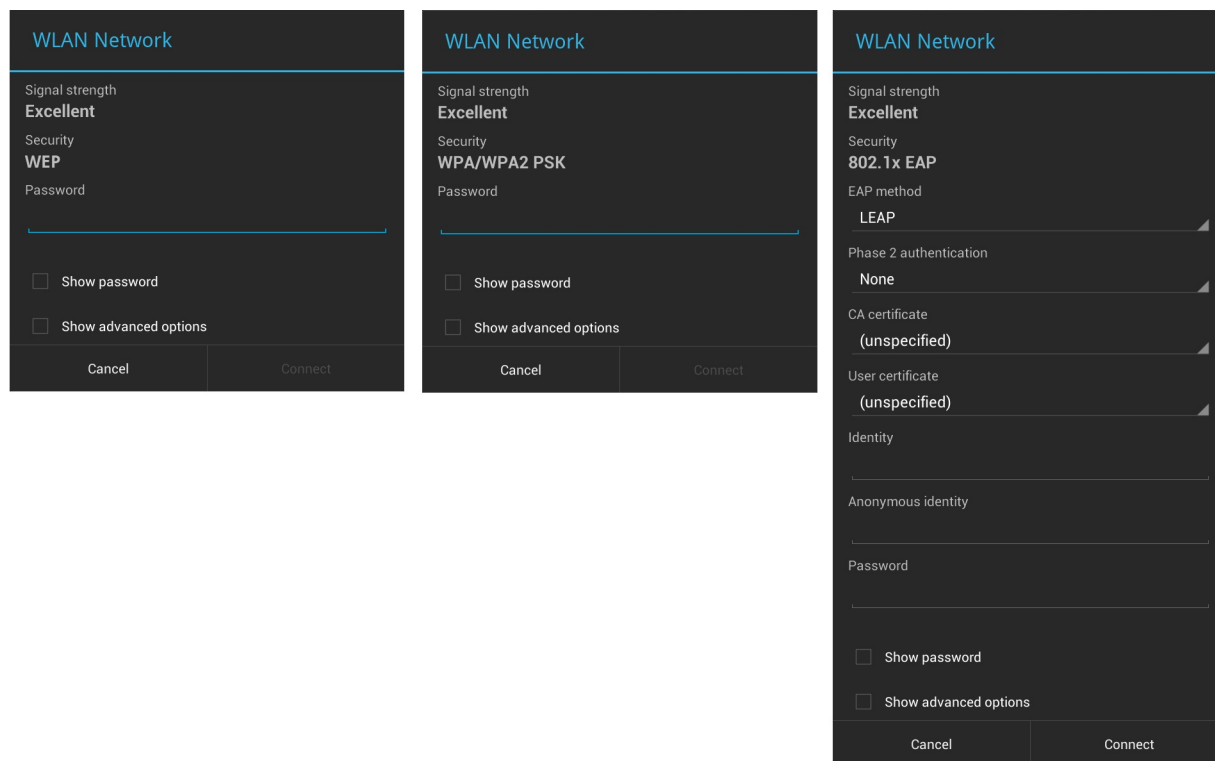 WLAN Network
Signal strength
Excellent
Security
WEP
Password
Show password
Show advanced options
Cancel
Connect
WLAN Network
Signal strength
Excellent
Security
WPA/WPA2 PSK
Password
Show password
Show advanced options
Cancel
Connect
WLAN Network
Signal strength
Excellent
Security
802.1x EAP
EAP method
LEAP
Phase 2 authentication
None
CA certificate
(unspecified)
User certificate
(unspecified)
Identity
Anonymous identity
Password
Show password
Show advanced options
Cancel
Connect